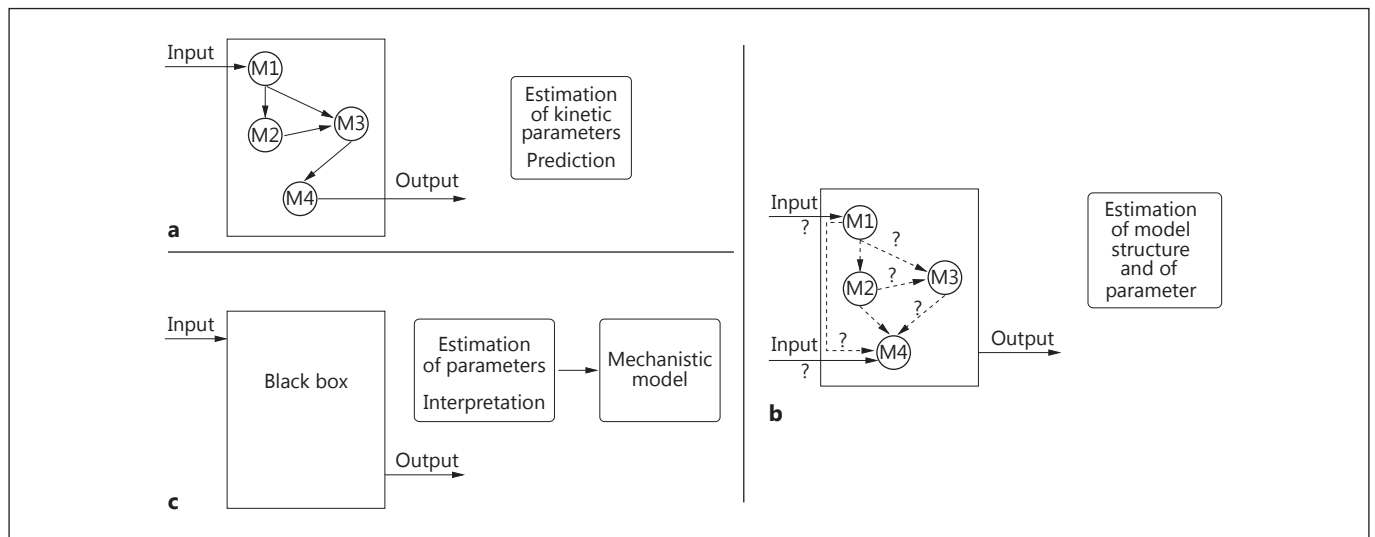 Input
M1
M2
M3
M4
Output
Estimation
of kinetic
parameters
Prediction
a
Input
?
M1
?
M2
?
M3
?
Input
?
?
M4
Output
Estimation
of model
structure
and of
parameter
b
Input
Black box
Output
Estimation
of parameters
Interpretation
Mechanistic
model
c